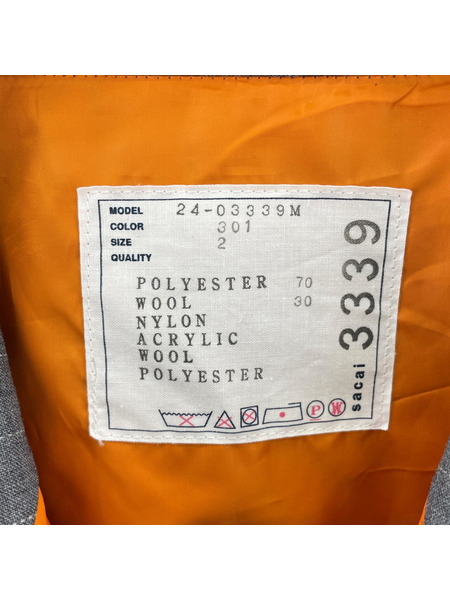 MODEL 24-03339M
COLOR 301
SIZE 2
QUALITY
POLYESTER 70
WOOL 30
NYLON
ACRYLIC
WOOL
POLYESTER
P W
sacai 3339